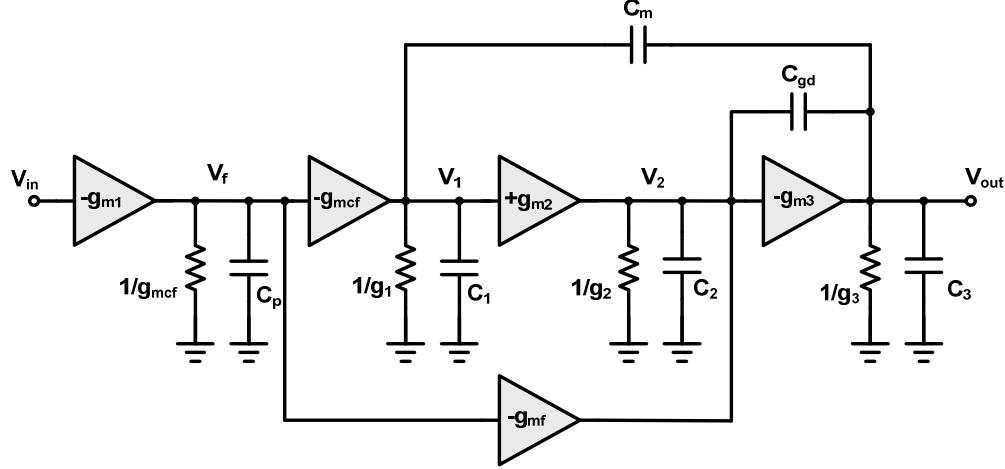 Cm
Cgd
Vin
-gm1
Vf
-gmcf
V1
+gm2
V2
-gm3
Vout
1/gmcf
Cp
1/g1
C1
1/g2
C2
1/g3
C3
-gmf